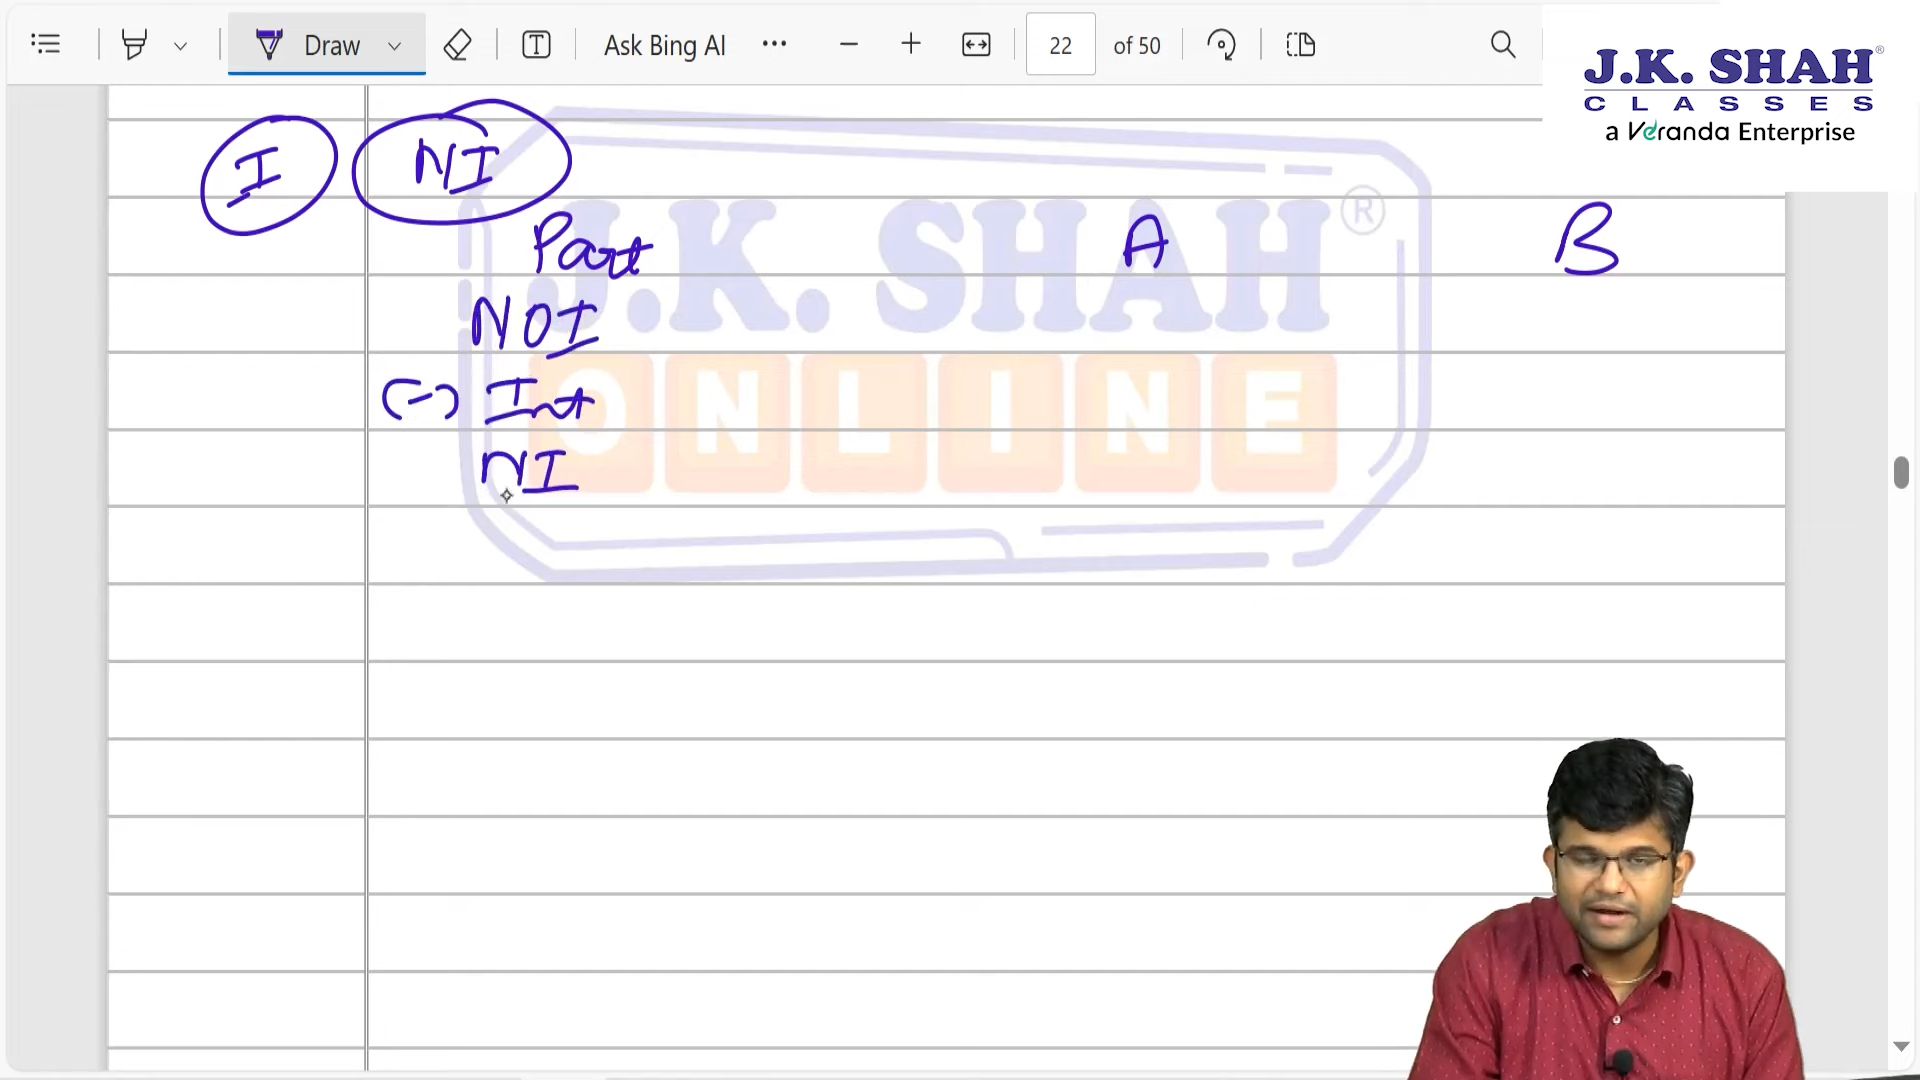 Draw Ask Bing AI 22 of 50
J.K. SHAH®
CLASSES
a Veranda Enterprise
I NI
Part A B
NOI
(-) Int
NI
J.K. SHAH®
ONLINE